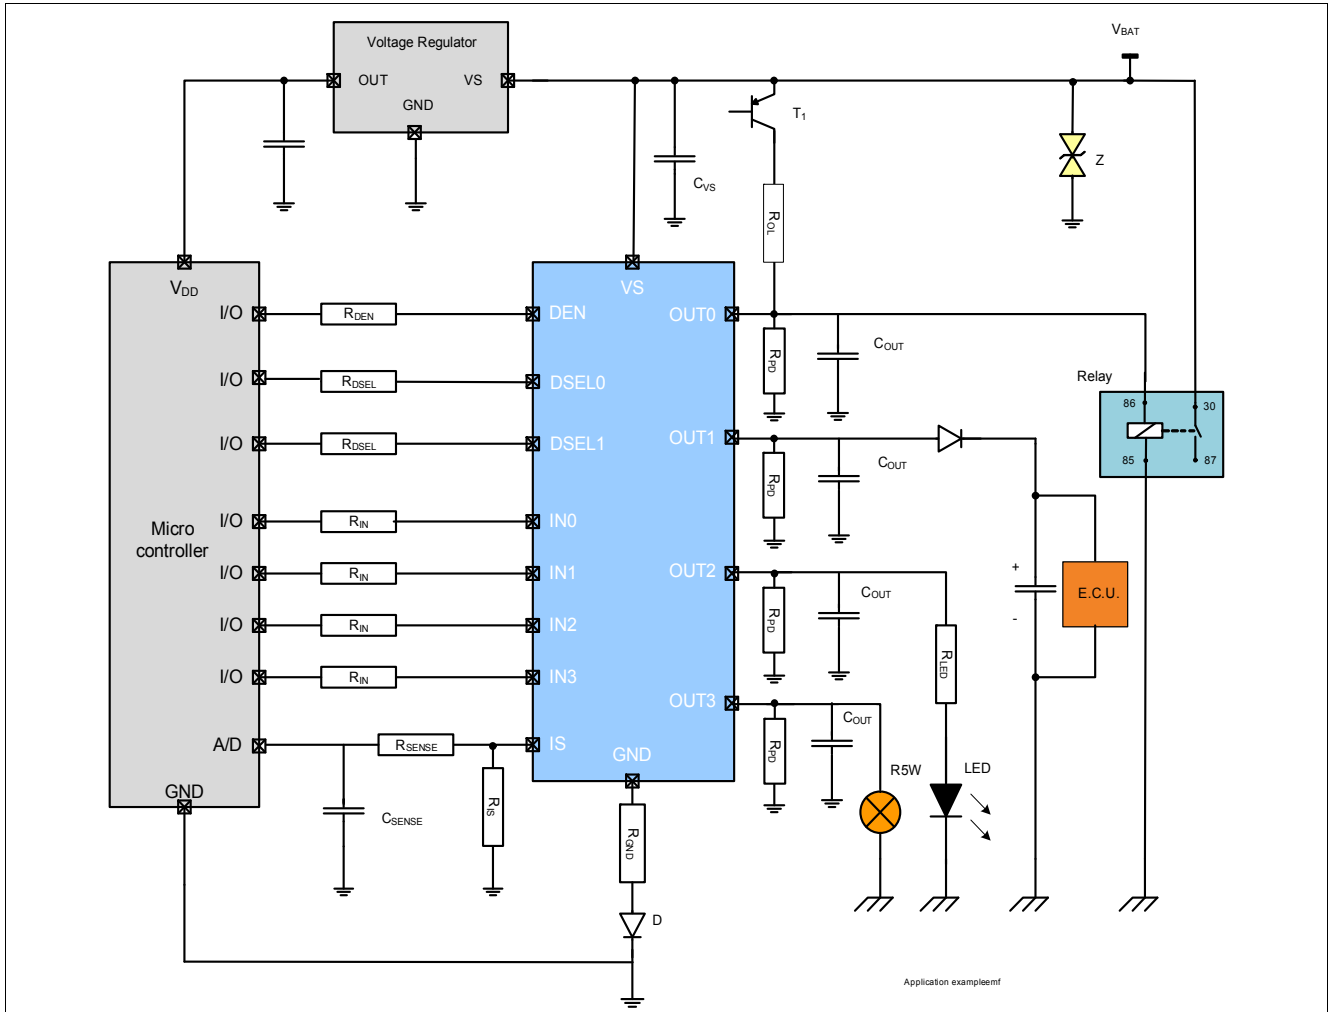 Voltage Regulator
OUT
VS
GND
VBAT
T1
Z
CVS
ROL
VDD
VS
I/O
RDEN
DEN
OUT0
RPD
COUT
Relay
86
30
85
87
I/O
RDSEL
DSEL0
I/O
RDSEL
DSEL1
OUT1
RPD
COUT
Micro
controller
I/O
RIN
IN0
I/O
RIN
IN1
OUT2
RPD
COUT
+
-
E.C.U.
I/O
RIN
IN2
RLED
I/O
RIN
IN3
OUT3
RPD
COUT
A/D
RSENSE
IS
GND
GND
CSENSE
RIS
RGND
R5W
LED
D
Application exampleemf